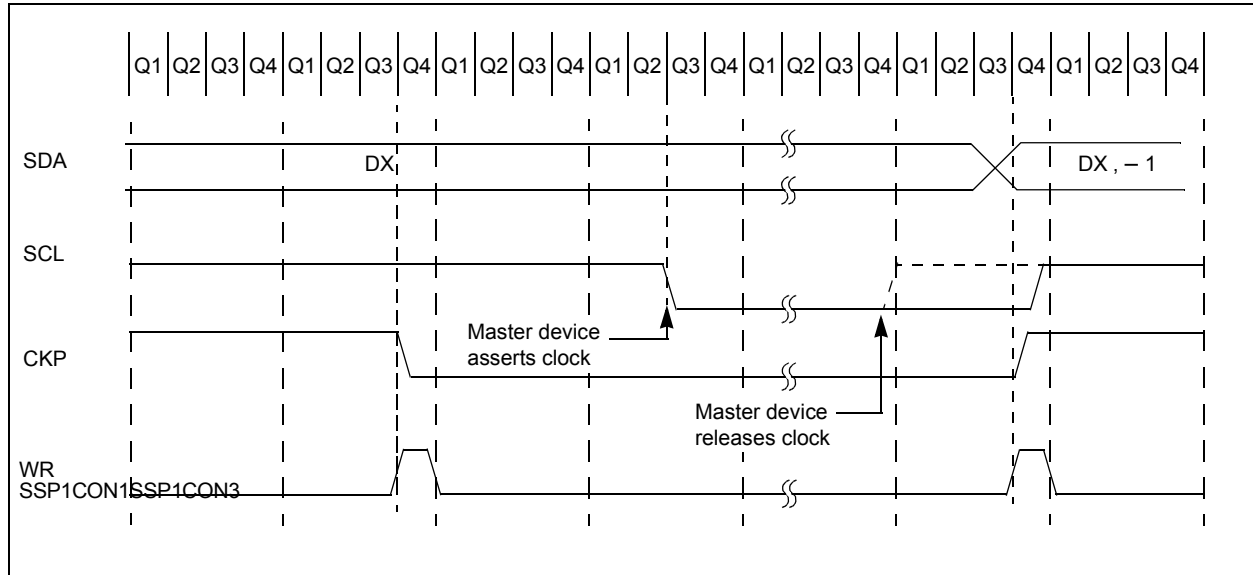 Q1 Q2 Q3 Q4 Q1 Q2 Q3 Q4 Q1 Q2 Q3 Q4 Q1 Q2 Q3 Q4 Q1 Q2 Q3 Q4 Q1 Q2 Q3 Q4 Q1 Q2 Q3 Q4
SDA
DX
DX , – 1
SCL
Master device
asserts clock
CKP
Master device
releases clock
WR
SSP1CON1SSP1CON3